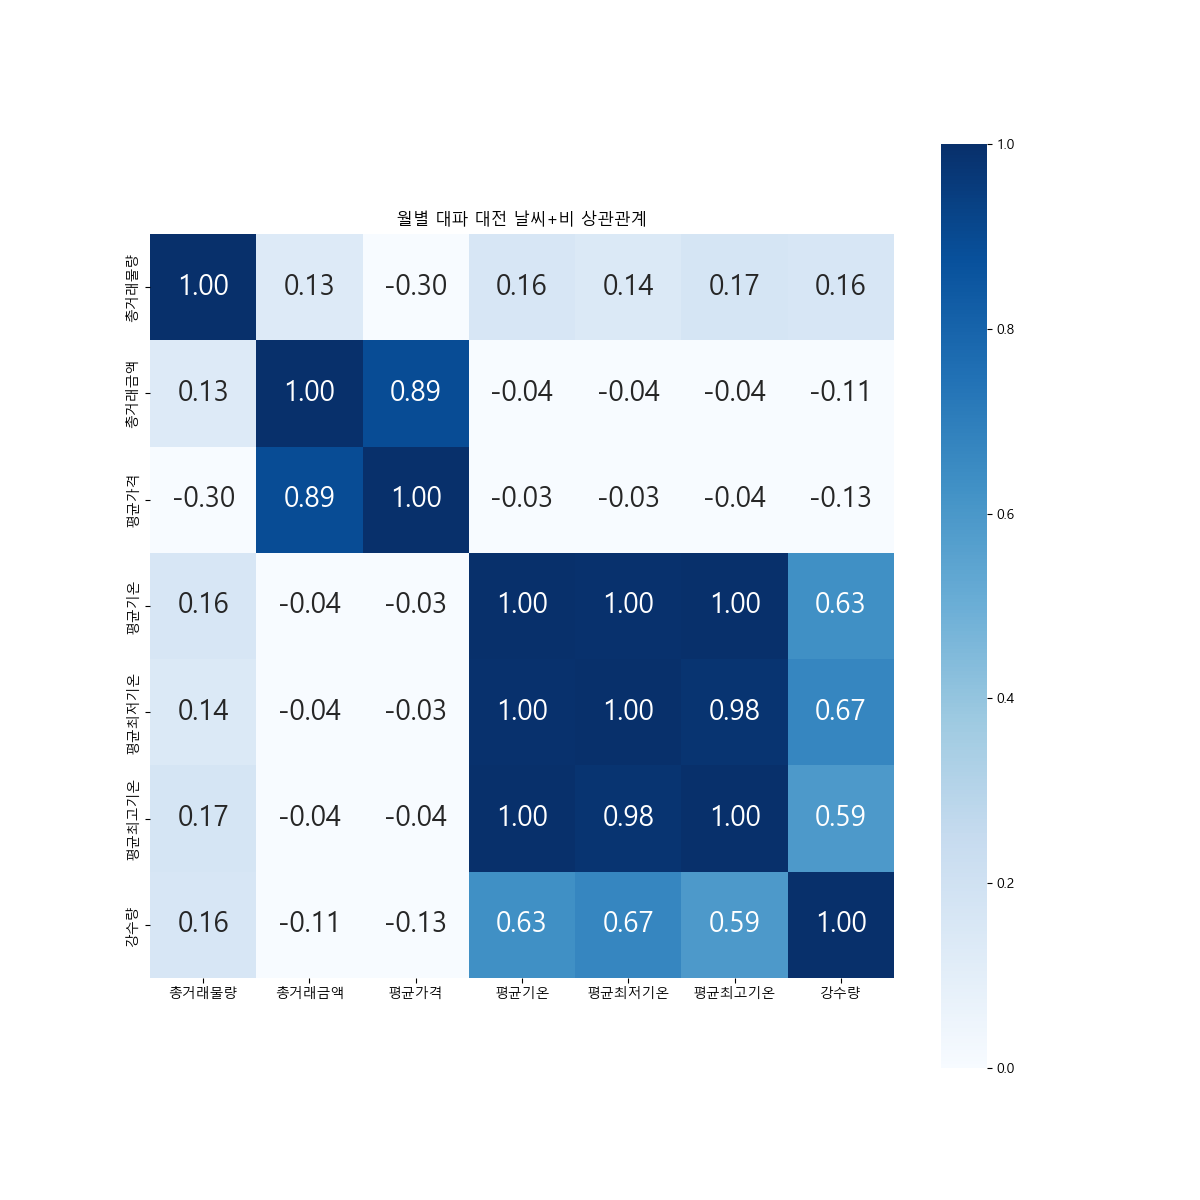 월별 대파 대전 날씨+비 상관관계
총거래물량 1.00 0.13 -0.30 0.16 0.14 0.17 0.16
총거래금액 0.13 1.00 0.89 -0.04 -0.04 -0.04 -0.11
평균가격 -0.30 0.89 1.00 -0.03 -0.03 -0.04 -0.13
평균기온 0.16 -0.04 -0.03 1.00 1.00 1.00 0.63
평균최저기온 0.14 -0.04 -0.03 1.00 1.00 0.98 0.67
평균최고기온 0.17 -0.04 -0.04 1.00 0.98 1.00 0.59
강수량 0.16 -0.11 -0.13 0.63 0.67 0.59 1.00
총거래물량 총거래금액 평균가격 평균기온 평균최저기온 평균최고기온 강수량
1.0
0.8
0.6
0.4
0.2
0.0